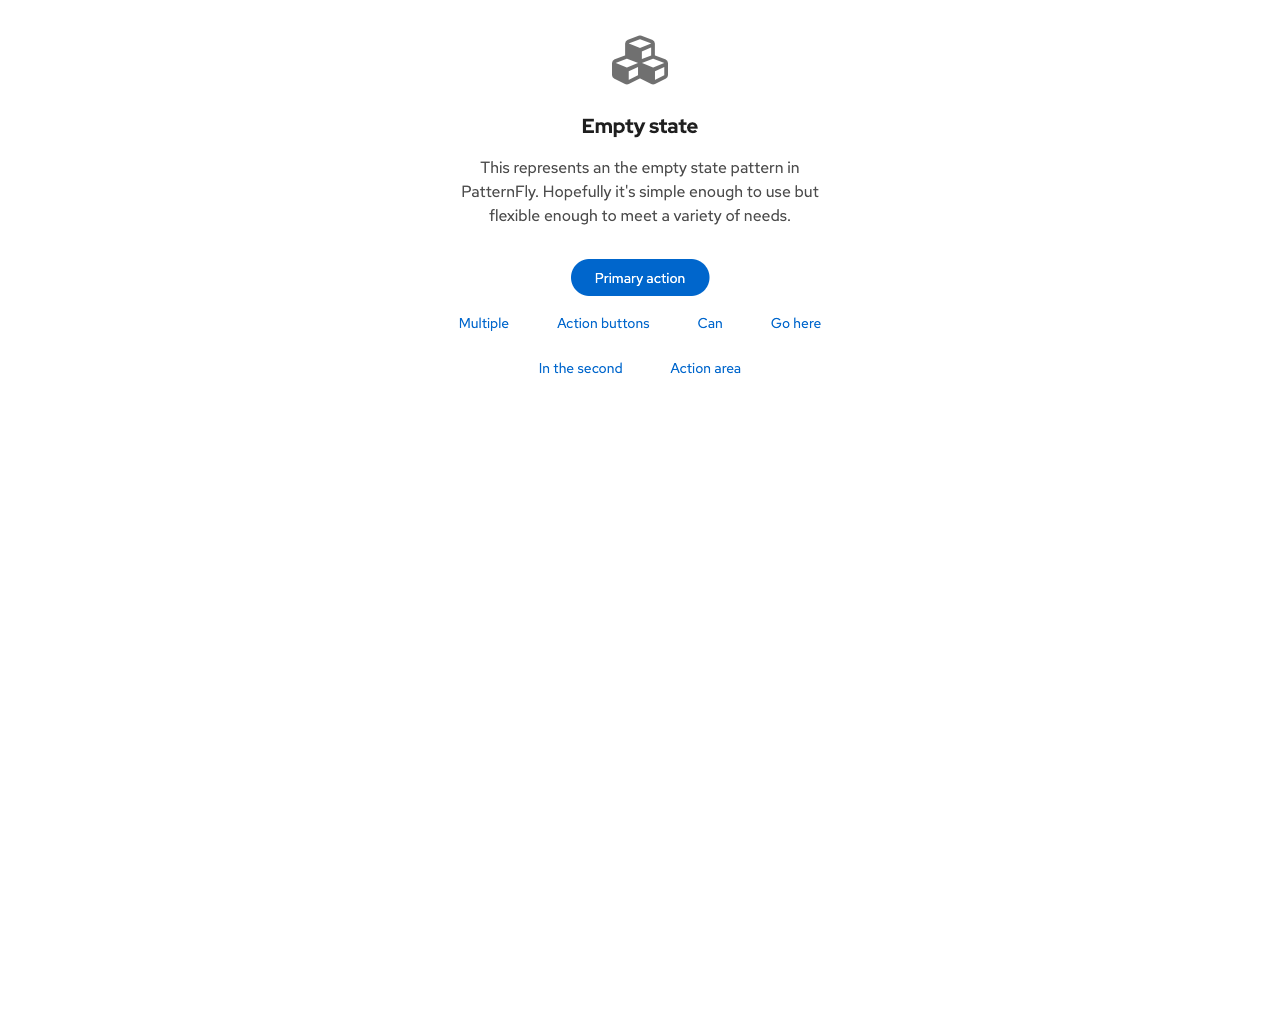 Empty state
This represents an the empty state pattern in
PatternFly. Hopefully it's simple enough to use but
flexible enough to meet a variety of needs.
Primary action
Multiple Action buttons Can Go here
In the second Action area